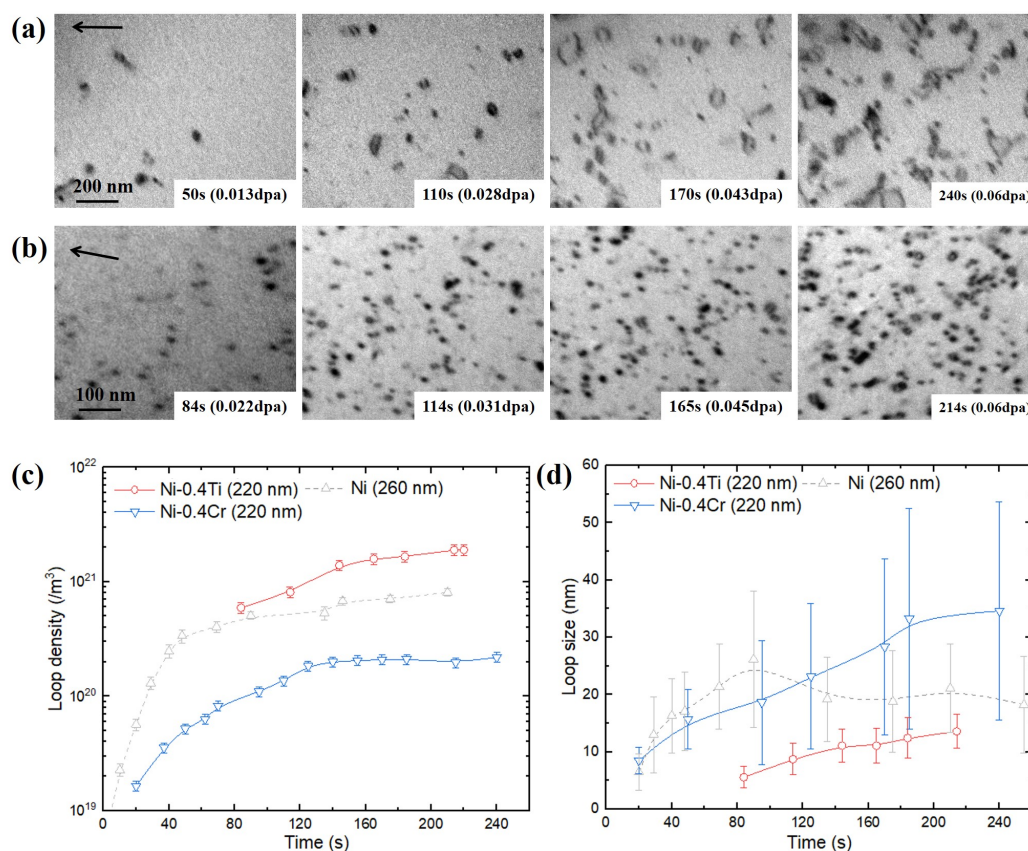 (a)
200 nm
50s (0.013dpa)
110s (0.028dpa)
170s (0.043dpa)
240s (0.06dpa)
(b)
100 nm
84s (0.022dpa)
114s (0.031dpa)
165s (0.045dpa)
214s (0.06dpa)
(c)
10²²
10²¹
10²⁰
10¹⁹
Loop density (/m³)
Ni-0.4Ti (220 nm)
Ni (260 nm)
Ni-0.4Cr (220 nm)
0 40 80 120 160 200 240
Time (s)
(d)
60
50
40
30
20
10
0
Loop size (nm)
Ni-0.4Ti (220 nm)
Ni (260 nm)
Ni-0.4Cr (220 nm)
0 40 80 120 160 200 240
Time (s)